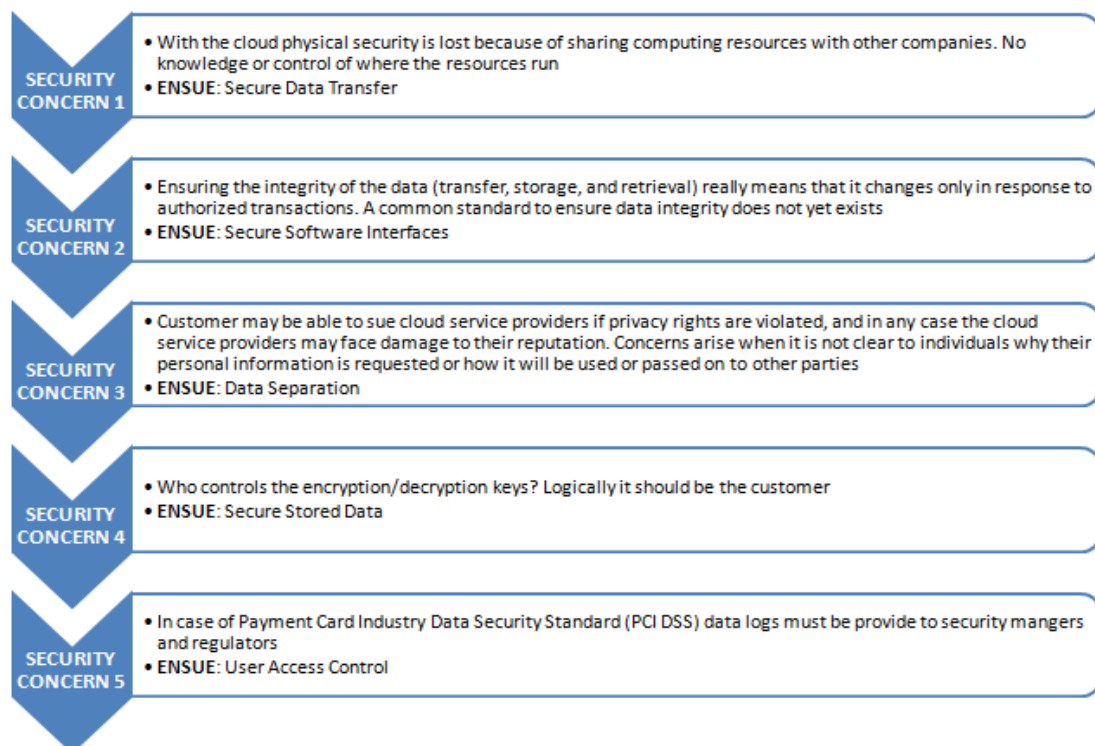 SECURITY
CONCERN 1
• With the cloud physical security is lost because of sharing computing resources with other companies. No
knowledge or control of where the resources run
• ENSUE: Secure Data Transfer
SECURITY
CONCERN 2
• Ensuring the integrity of the data (transfer, storage, and retrieval) really means that it changes only in response to
authorized transactions. A common standard to ensure data integrity does not yet exists
• ENSUE: Secure Software Interfaces
SECURITY
CONCERN 3
• Customer may be able to sue cloud service providers if privacy rights are violated, and in any case the cloud
service providers may face damage to their reputation. Concerns arise when it is not clear to individuals why their
personal information is requested or how it will be used or passed on to other parties
• ENSUE: Data Separation
SECURITY
CONCERN 4
• Who controls the encryption/decryption keys? Logically it should be the customer
• ENSUE: Secure Stored Data
SECURITY
CONCERN 5
• In case of Payment Card Industry Data Security Standard (PCI DSS) data logs must be provide to security mangers
and regulators
• ENSUE: User Access Control